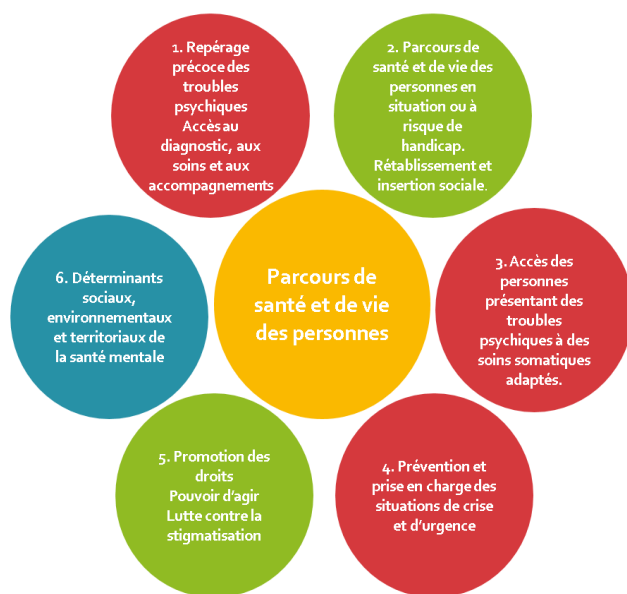 1. Repérage
précoce des
troubles
psychiques
Accès au
diagnostic, aux
soins et aux
accompagnements
2. Parcours de
santé et de vie des
personnes en
situation ou à
risque de
handicap.
Rétablissement et
insertion sociale.
Parcours de
santé et de vie
des personnes
3. Accès des
personnes
présentant des
troubles
psychiques à des
soins somatiques
adaptés.
4. Prévention et
prise en charge des
situations de crise
et d'urgence
5. Promotion des
droits
Pouvoir d'agir
Lutte contre la
stigmatisation
6. Déterminants
sociaux,
environnementaux
et territoriaux de
la santé mentale